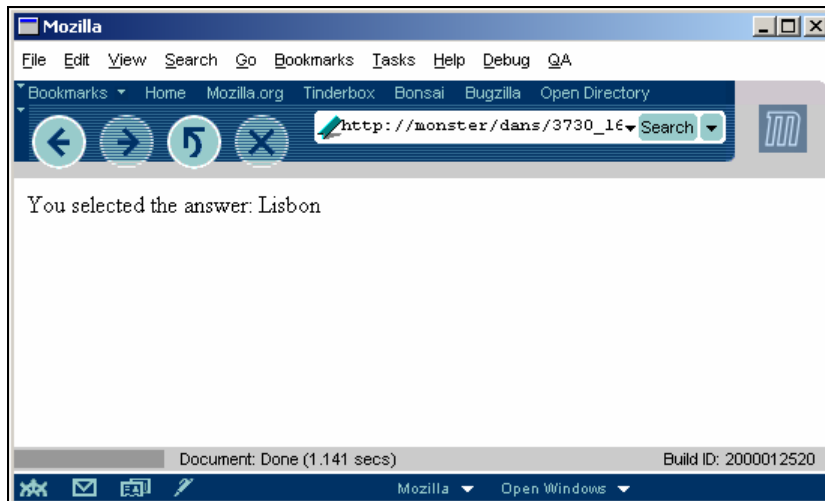 Mozilla
File Edit View Search Go Bookmarks Tasks Help Debug QA
Bookmarks Home Mozilla.org Tinderbox Bonsai Bugzilla Open Directory
http://monster/dans/3730_16 Search
You selected the answer: Lisbon
Document: Done (1.141 secs) Build ID: 2000012520
Mozilla Open Windows